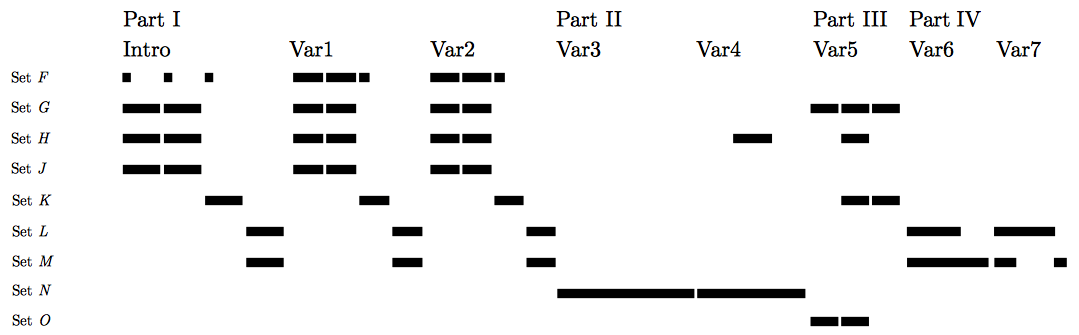 Part I Part II Part III Part IV
Intro Var1 Var2 Var3 Var4 Var5 Var6 Var7
Set F
Set G
Set H
Set J
Set K
Set L
Set M
Set N
Set O